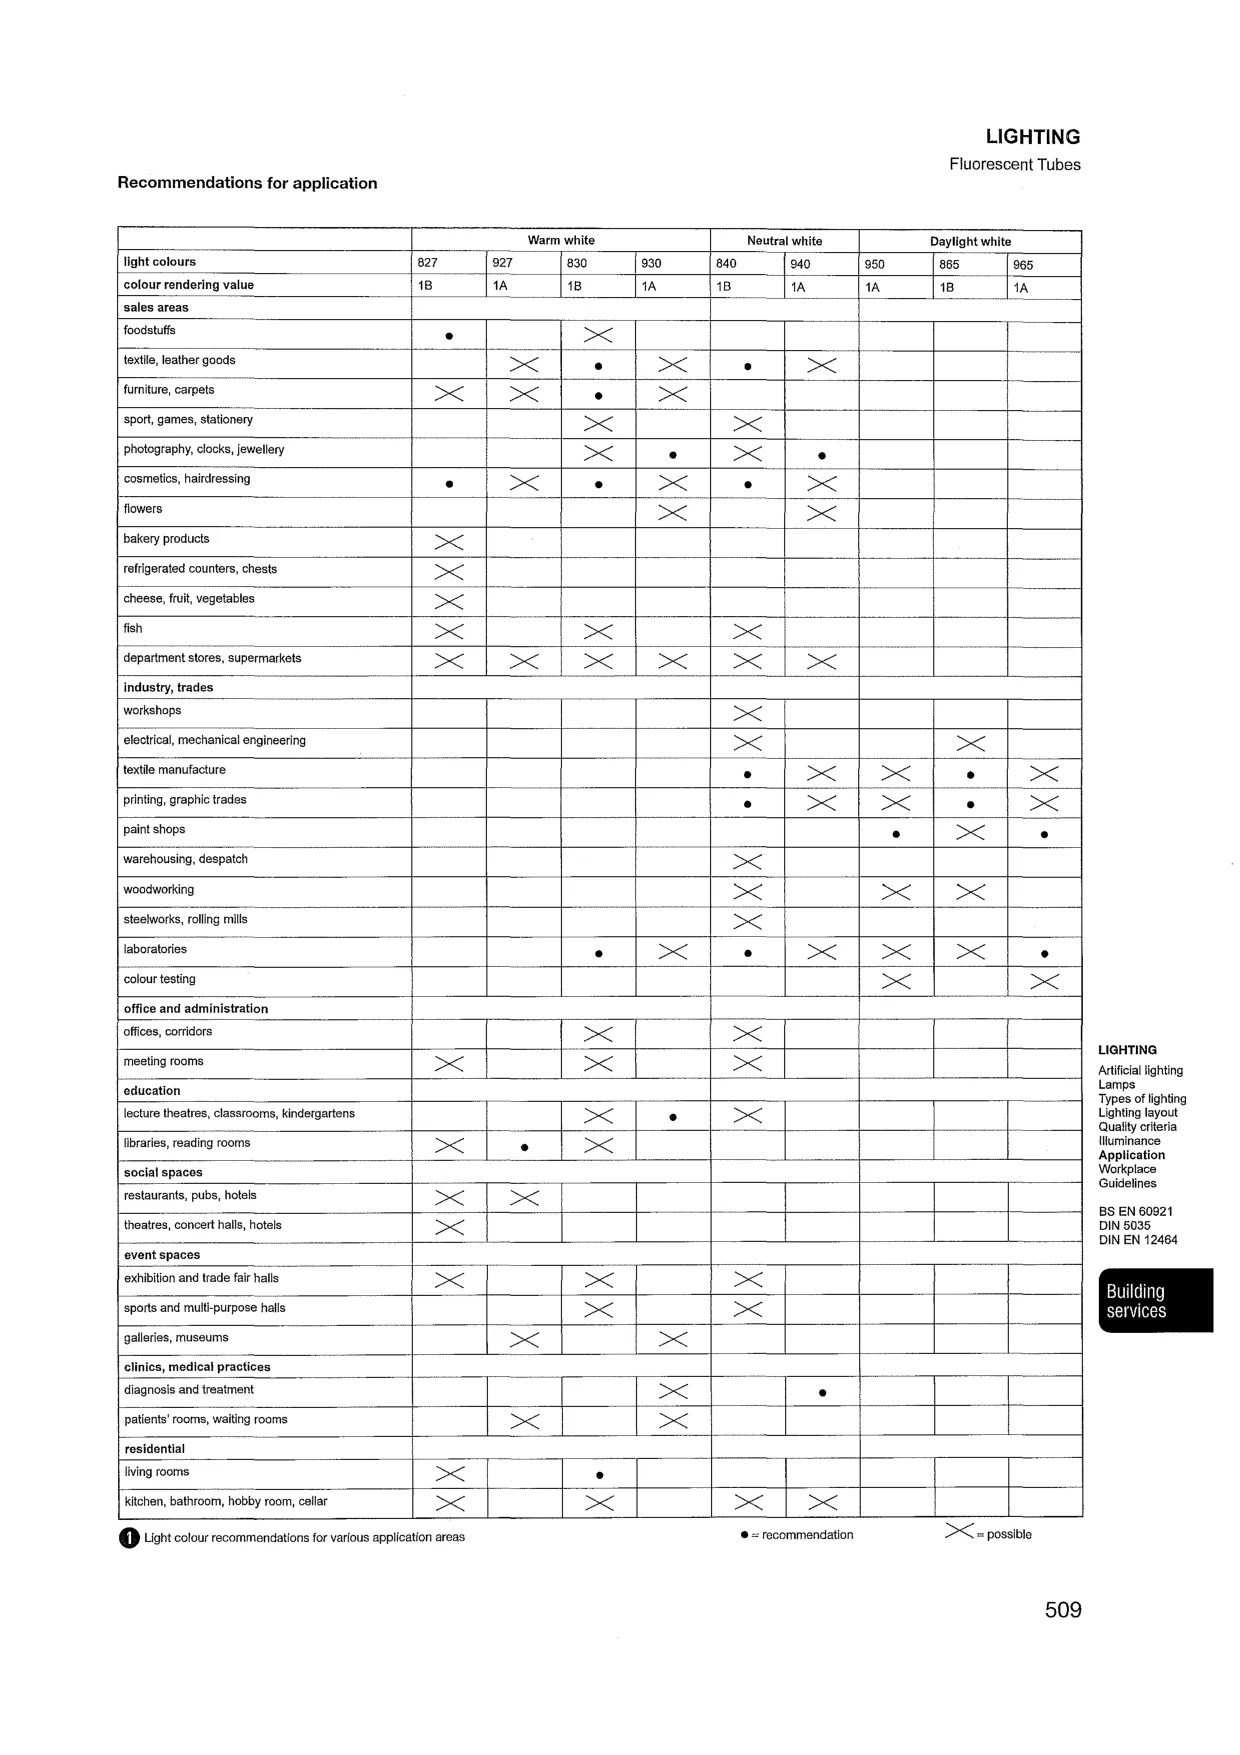 LIGHTING
Fluorescent Tubes
Recommendations for application
Warm white Neutral white Daylight white
light colours 827 927 830 930 840 940 950 865 965
colour rendering value 1B 1A 1B 1A 1B 1A 1A 1B 1A
sales areas
foodstuffs • ×
textile, leather goods × • × • ×
furniture, carpets × × • ×
sport, games, stationery × ×
photography, clocks, jewellery × • × •
cosmetics, hairdressing • × • × • ×
flowers × ×
bakery products ×
refrigerated counters, chests ×
cheese, fruit, vegetables ×
fish × × ×
department stores, supermarkets × × × × × ×
industry, trades
workshops ×
electrical, mechanical engineering × ×
textile manufacture • × × • ×
printing, graphic trades • × × • ×
paint shops • × •
warehousing, despatch ×
woodworking × × ×
steelworks, rolling mills ×
laboratories • × • × × × •
colour testing × ×
office and administration
offices, corridors × ×
meeting rooms × × ×
education
lecture theatres, classrooms, kindergartens × • ×
libraries, reading rooms × • ×
social spaces
restaurants, pubs, hotels × ×
theatres, concert halls, hotels ×
event spaces
exhibition and trade fair halls × × ×
sports and multi-purpose halls × ×
galleries, museums × ×
clinics, medical practices
diagnosis and treatment × •
patients' rooms, waiting rooms × ×
residential
living rooms × •
kitchen, bathroom, hobby room, cellar × × × ×
1 Light colour recommendations for various application areas • = recommendation × = possible
LIGHTING
Artificial lighting
Lamps
Types of lighting
Lighting layout
Quality criteria
Illuminance
Application
Workplace
Guidelines
BS EN 60921
DIN 5035
DIN EN 12464
Building
services
509